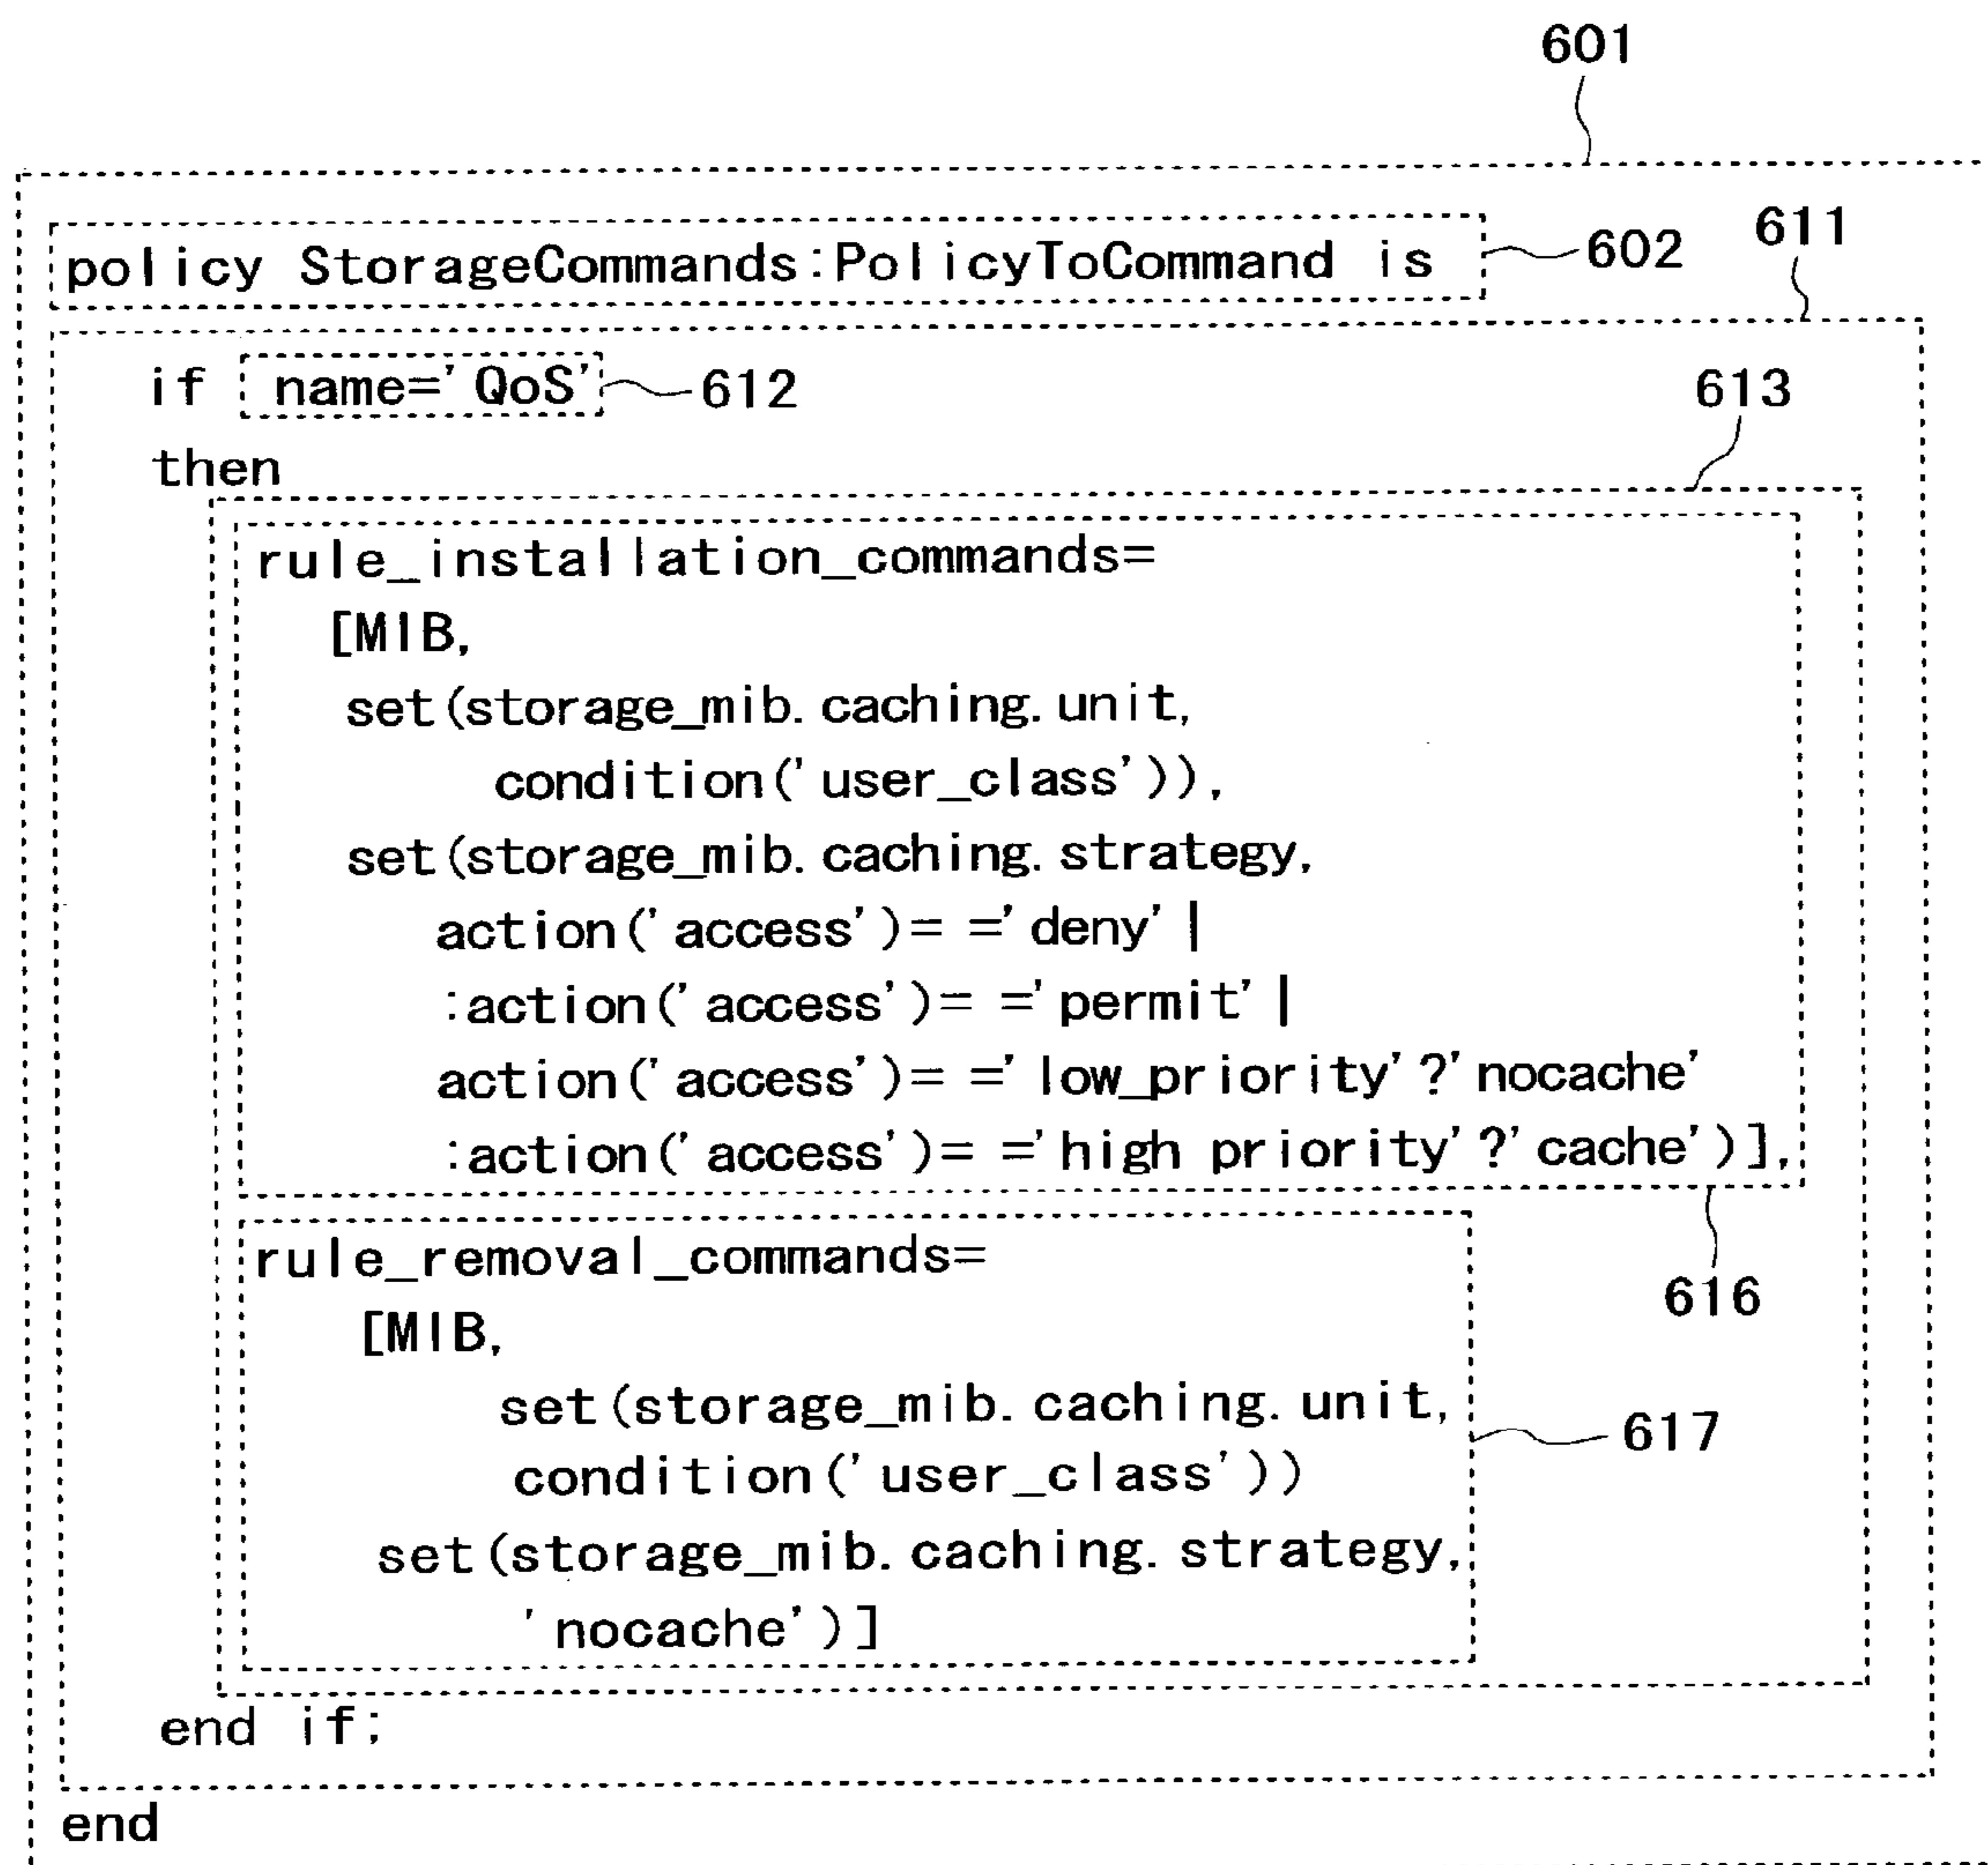 601
policy StorageCommands:PolicyToCommand is
602
611
if name='QoS'
612
613
then
rule_installation_commands=
[MIB,
set(storage_mib.caching.unit,
condition('user_class')),
set(storage_mib.caching.strategy,
action('access')= ='deny' |
:action('access')= ='permit' |
action('access')= ='low_priority'?'nocache'
:action('access')= ='high priority'?'cache')],
616
rule_removal_commands=
[MIB,
set(storage_mib.caching.unit,
617
condition('user_class'))
set(storage_mib.caching.strategy,
'nocache')]
end if;
end